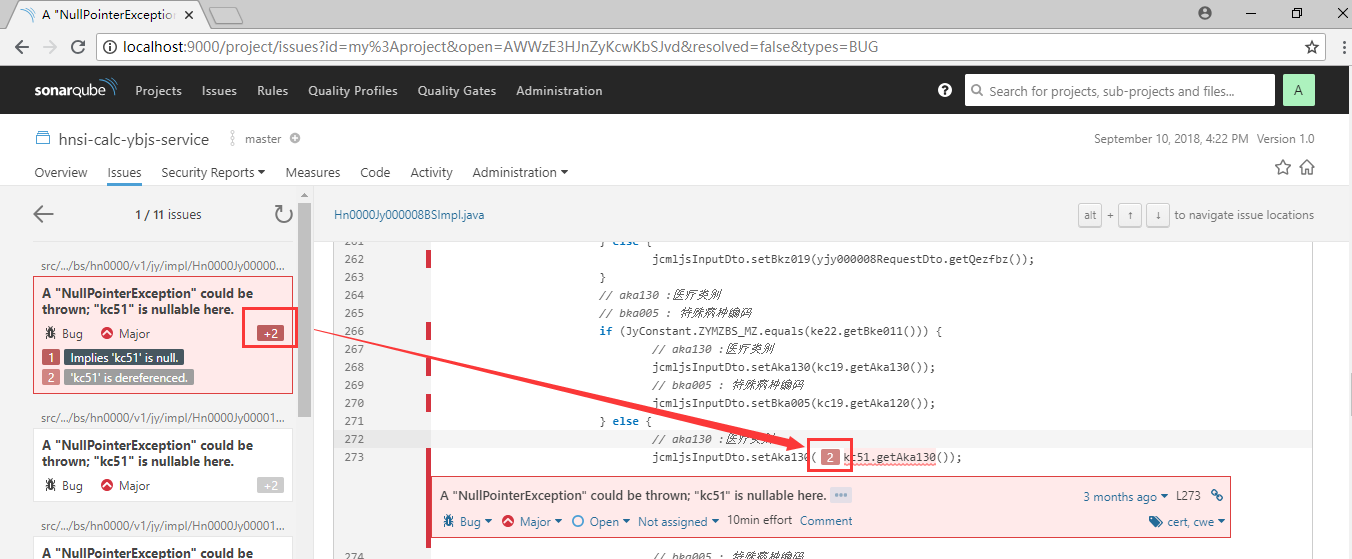 A "NullPointerException
localhost:9000/project/issues?id=my%3Aproject&open=AWWzE3HJnZyKcwKbSJvd&resolved=false&types=BUG
sonarqube Projects Issues Rules Quality Profiles Quality Gates Administration ? Search for projects, sub-projects and files... A
hnsi-calc-ybjs-service master September 10, 2018, 4:22 PM Version 1.0
Overview Issues Security Reports Measures Code Activity Administration
1 / 11 issues
Hn0000Jy000008BSImpl.java alt + ↑ ↓ to navigate issue locations
src/.../bs/hn0000/v1/jy/impl/Hn0000Jy00000...
A "NullPointerException" could be
thrown; "kc51" is nullable here.
Bug Major +2
1 Implies 'kc51' is null.
2 'kc51' is dereferenced.
src/.../bs/hn0000/v1/jy/impl/Hn0000Jy00001...
A "NullPointerException" could be
thrown; "kc51" is nullable here.
Bug Major +2
src/.../bs/hn0000/v1/jy/impl/Hn0000Jy00001...
A "NullPointerException" could be
261 } else {
262 jcmljsInputDto.setBkz019(yjy000008RequestDto.getQezfbz());
263 }
264 // aka130 :医疗类别
265 // bka005 : 特殊病种编码
266 if (JyConstant.ZYMZBS_MZ.equals(ke22.getBke011())) {
267 // aka130 :医疗类别
268 jcmljsInputDto.setAka130(kc19.getAka130());
269 // bka005 : 特殊病种编码
270 jcmljsInputDto.setBka005(kc19.getAka120());
271 } else {
272 // aka130 :医疗类
273 jcmljsInputDto.setAka130( 2 kc51.getAka130());
A "NullPointerException" could be thrown; "kc51" is nullable here. ••• 3 months ago L273
Bug Major Open Not assigned 10min effort Comment cert, cwe
274 // bka005 : 特殊病种编码